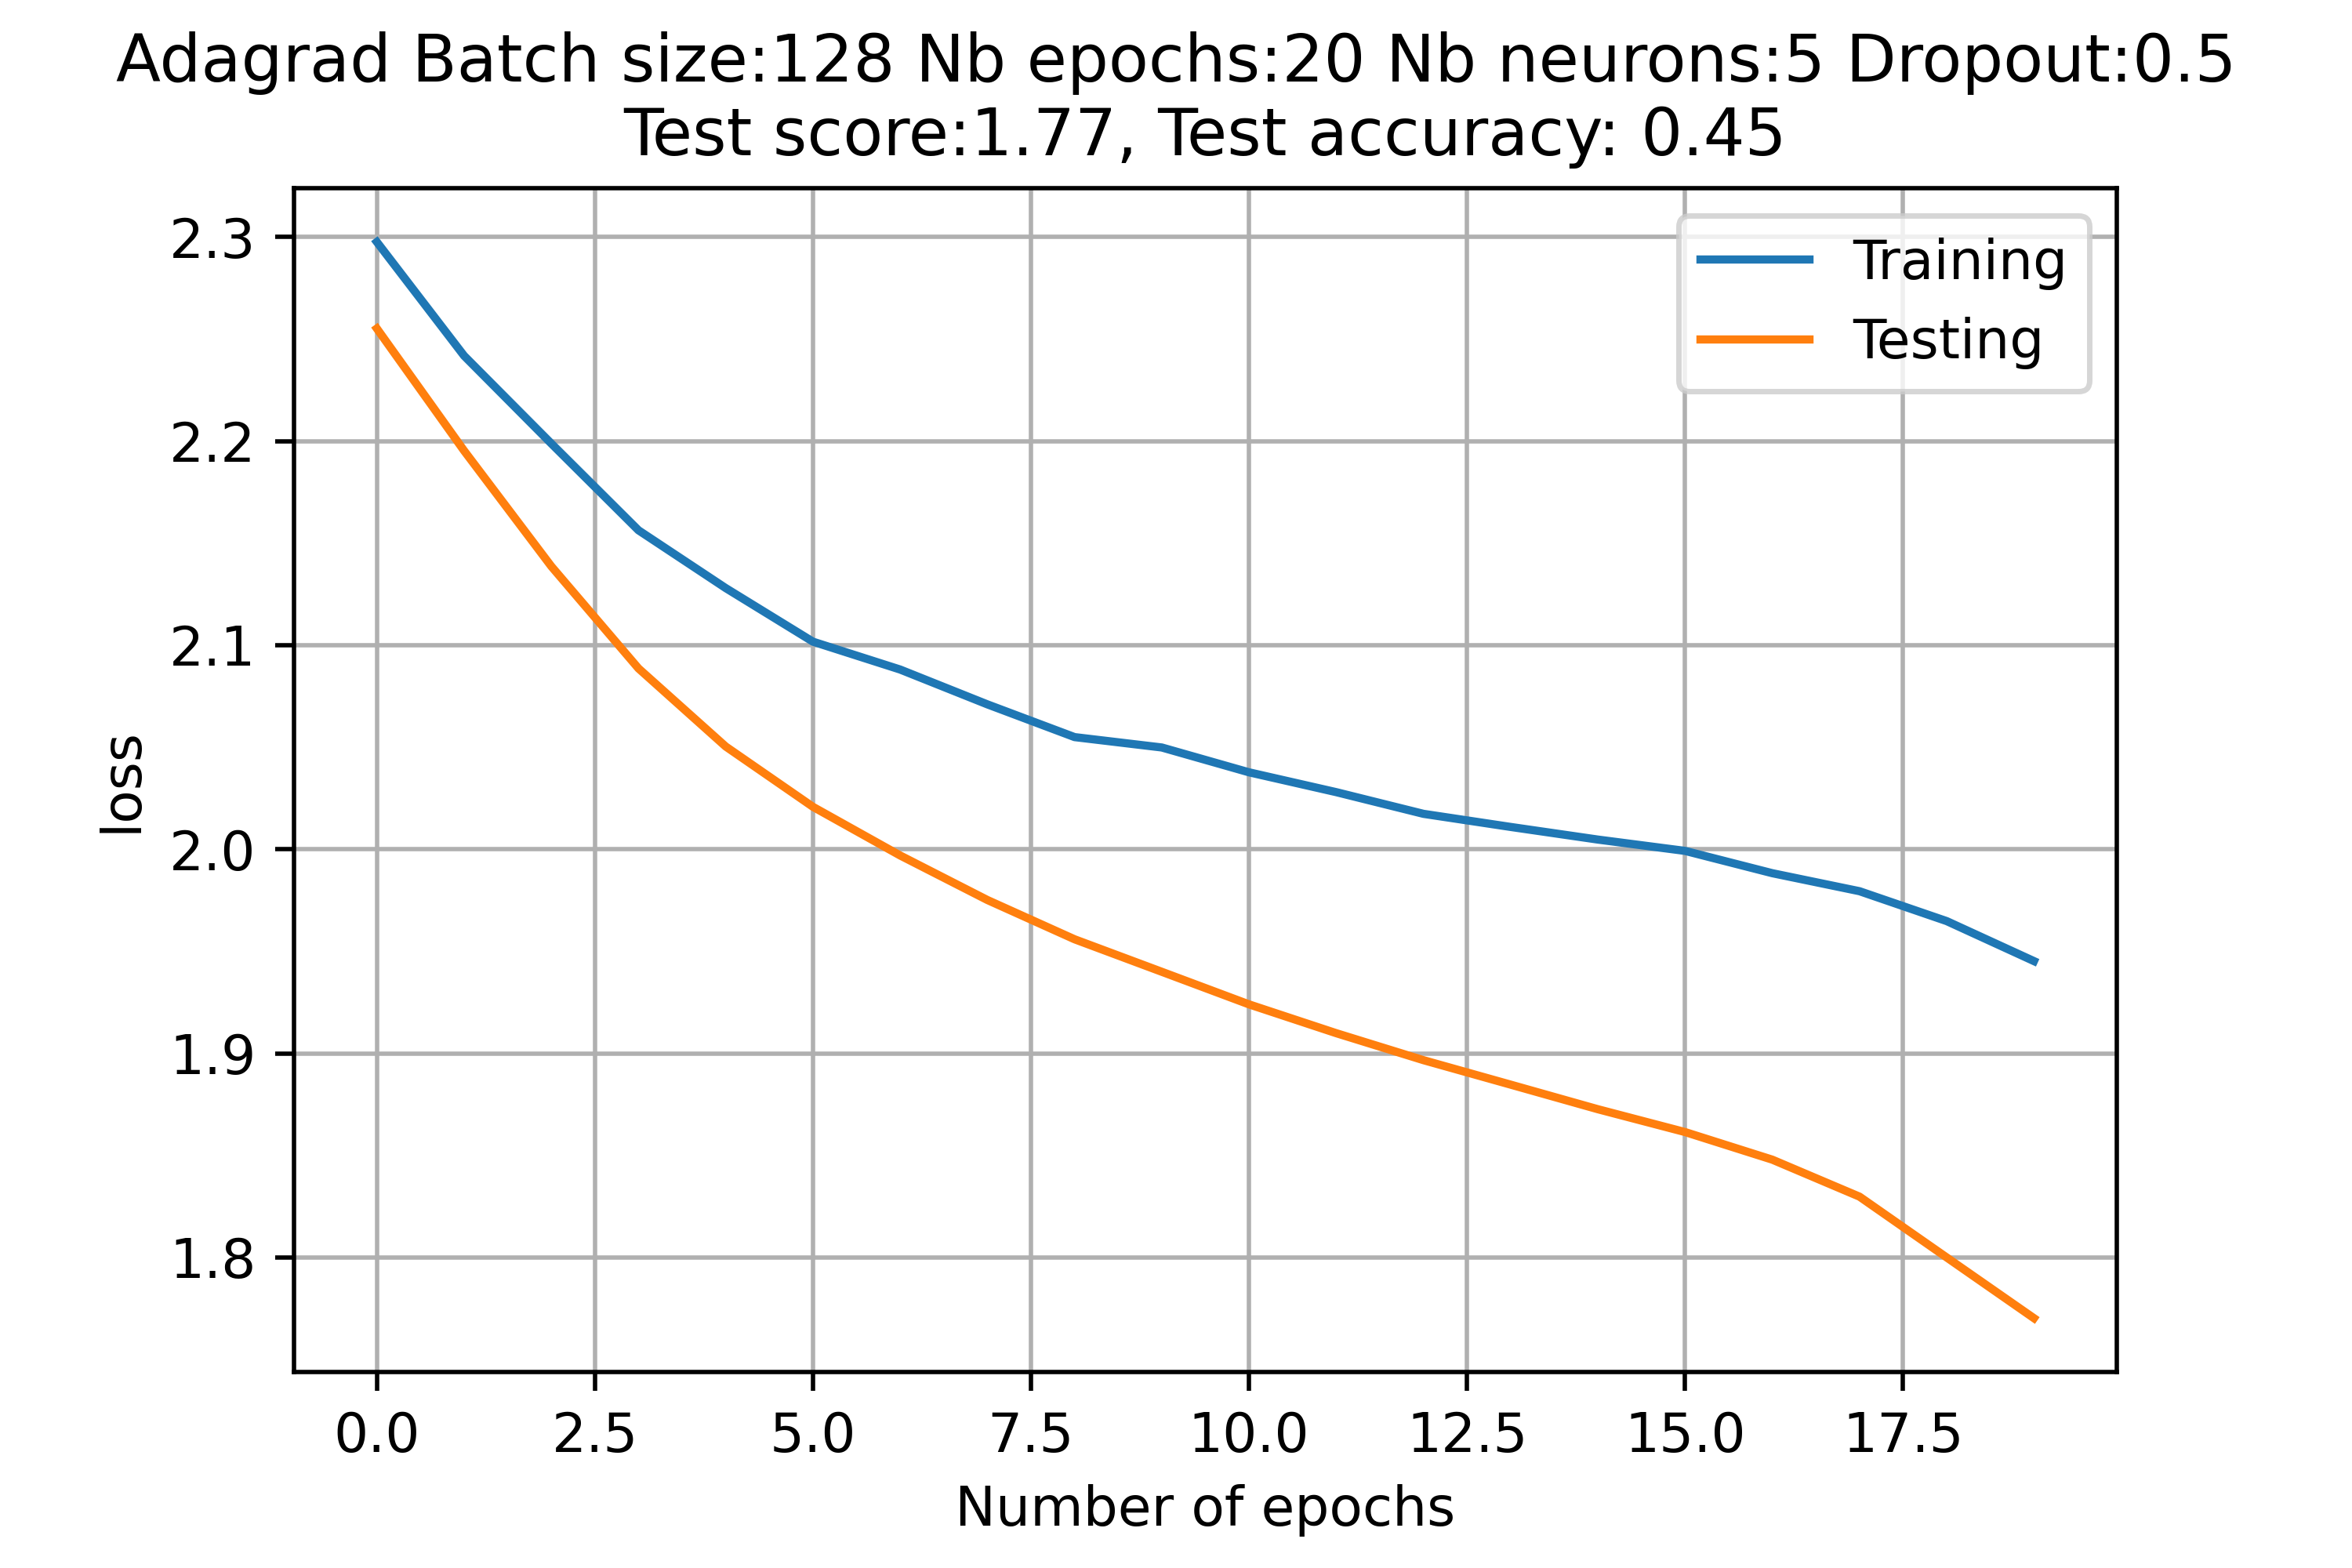 Adagrad Batch size:128 Nb epochs:20 Nb neurons:5 Dropout:0.5
Test score:1.77, Test accuracy: 0.45
2.3
2.2
2.1
2.0
1.9
1.8
loss
Training
Testing
0.0 2.5 5.0 7.5 10.0 12.5 15.0 17.5
Number of epochs